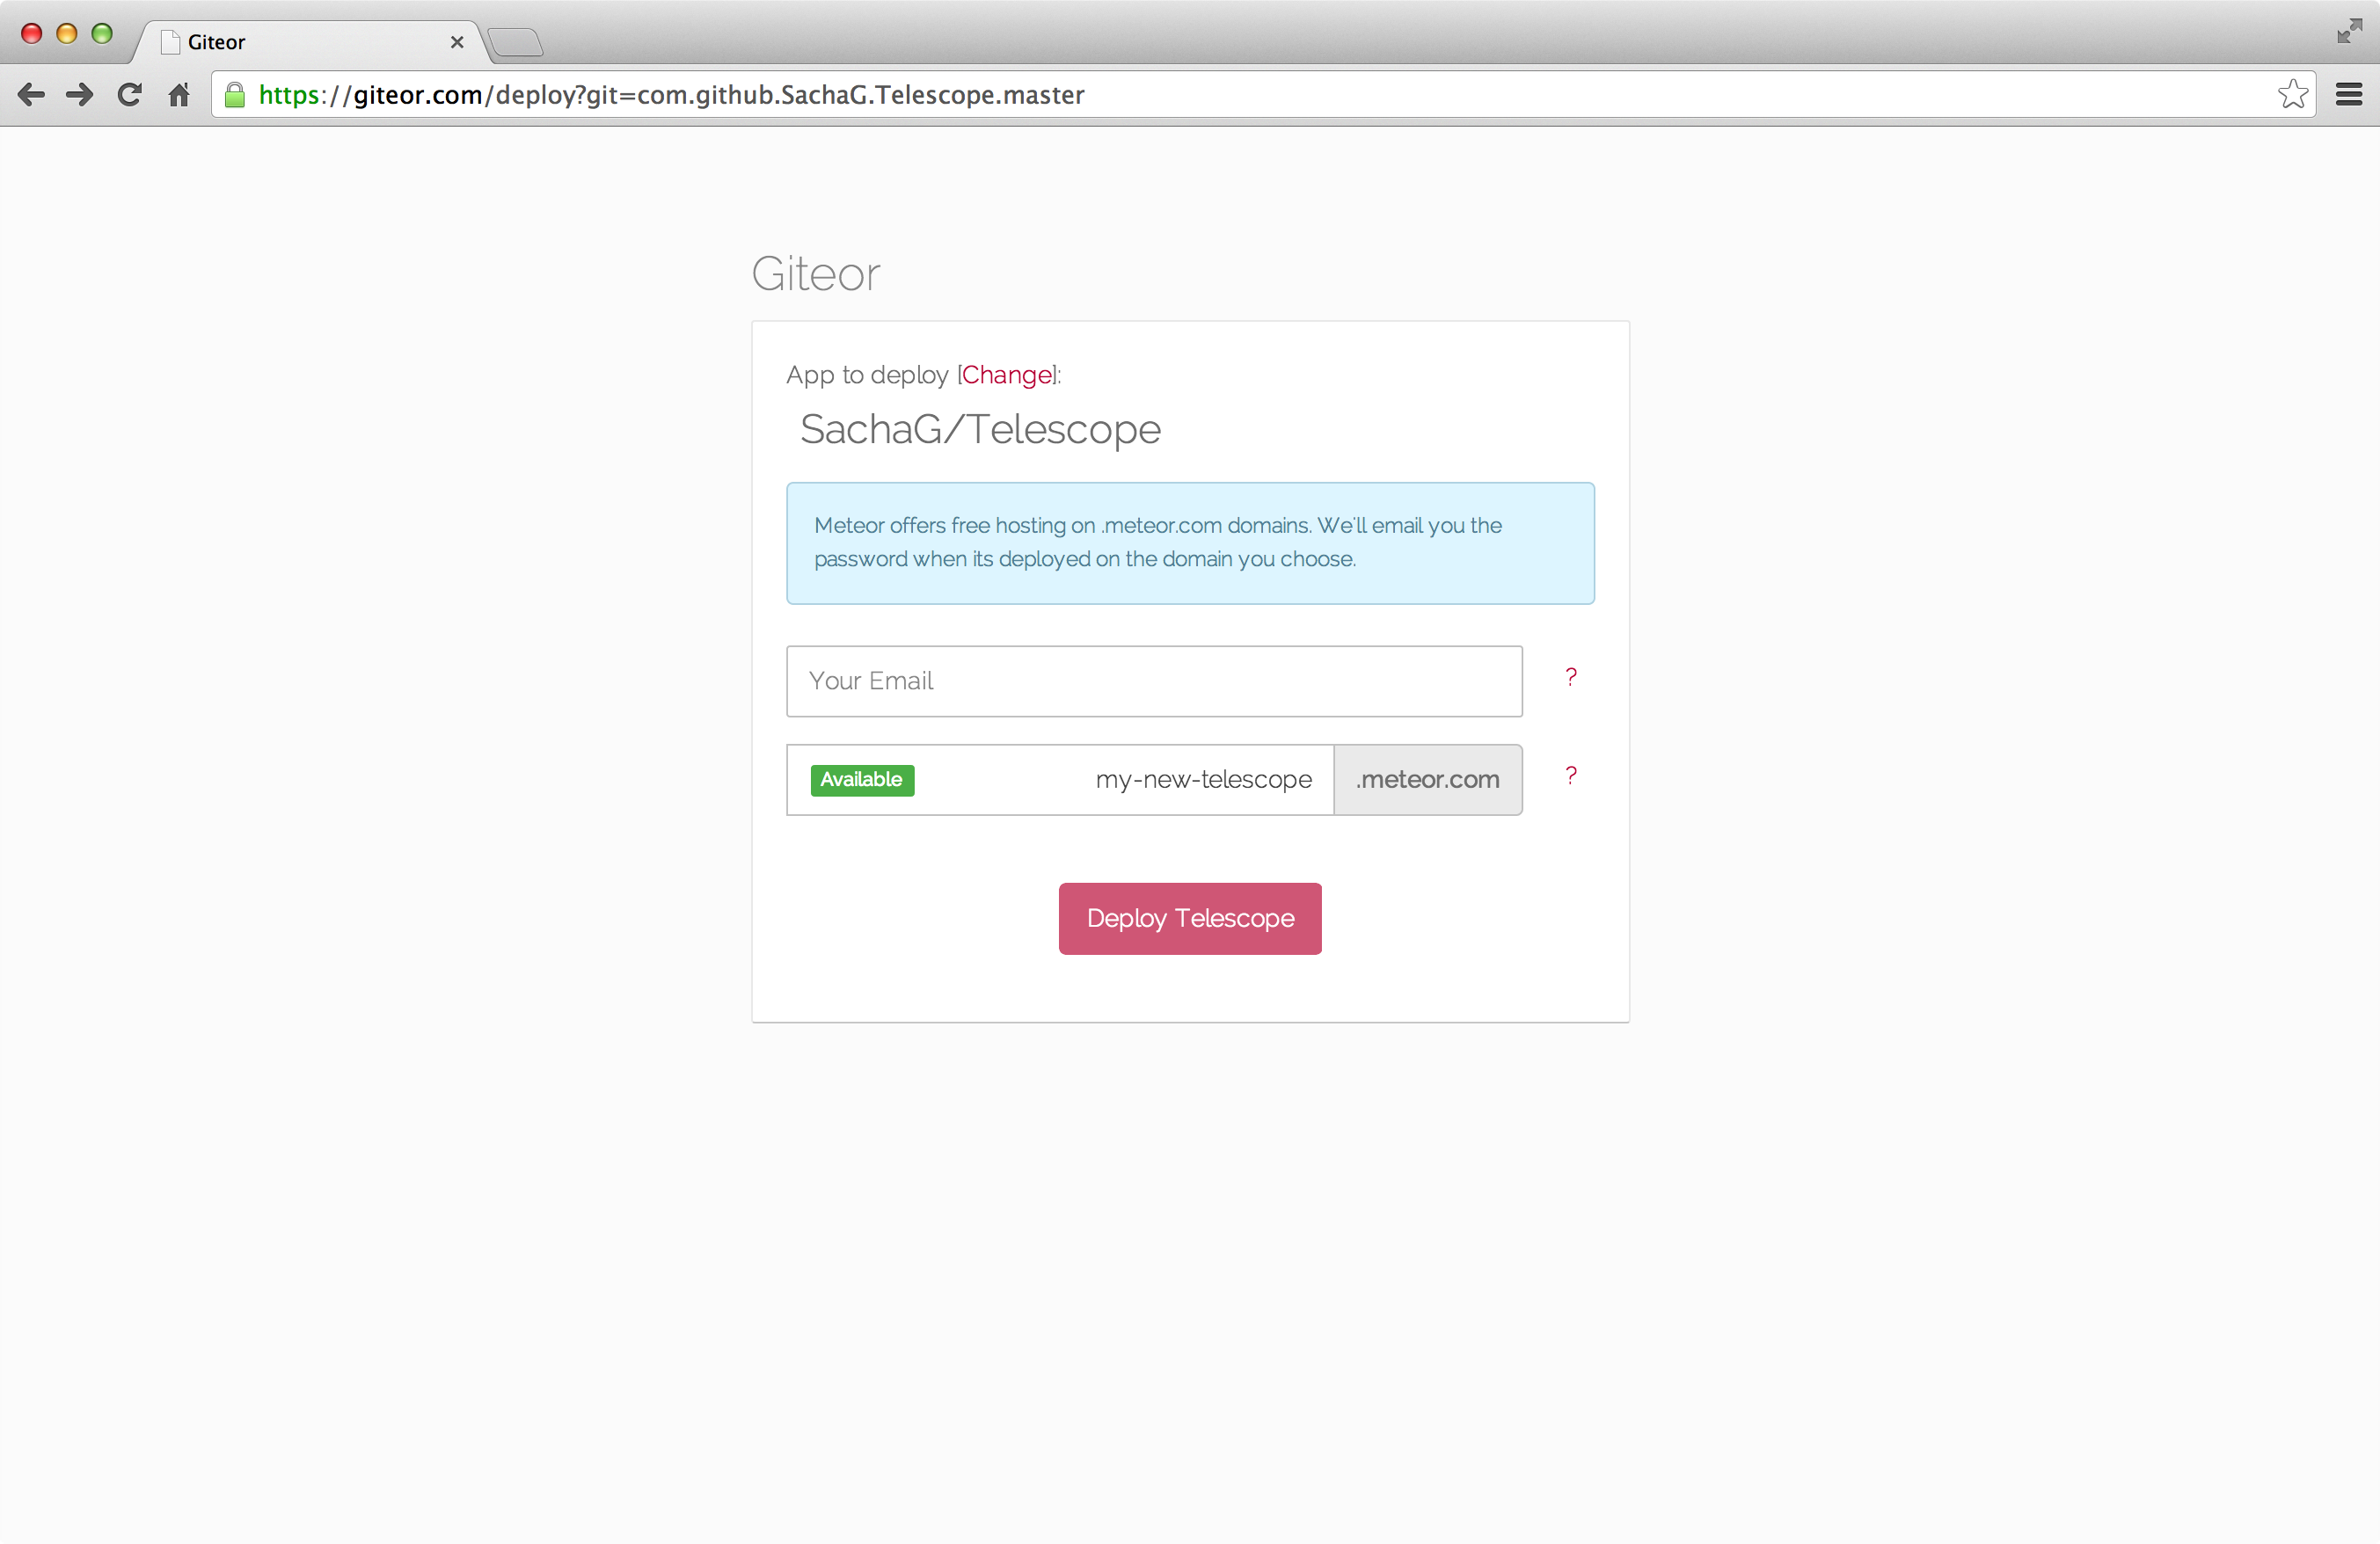 Giteor
https://giteor.com/deploy?git=com.github.SachaG.Telescope.master
Giteor
App to deploy [Change]:
SachaG/Telescope
Meteor offers free hosting on .meteor.com domains. We'll email you the
password when its deployed on the domain you choose.
Your Email ?
Available my-new-telescope .meteor.com ?
Deploy Telescope